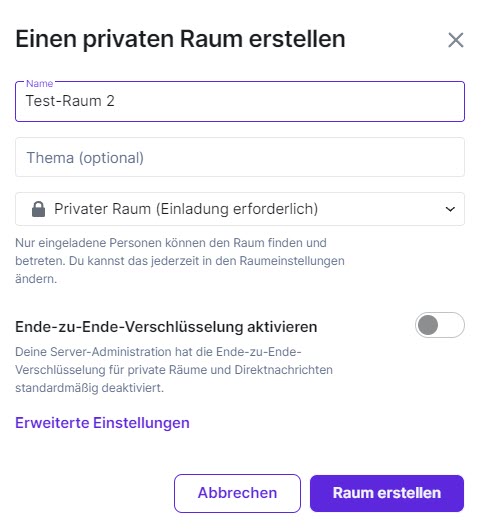 Einen privaten Raum erstellen
Name
Test-Raum 2
Thema (optional)
Privater Raum (Einladung erforderlich)
Nur eingeladene Personen können den Raum finden und
betreten. Du kannst das jederzeit in den Raumeinstellungen
ändern.
Ende-zu-Ende-Verschlüsselung aktivieren
Deine Server-Administration hat die Ende-zu-Ende-
Verschlüsselung für private Räume und Direktnachrichten
standardmäßig deaktiviert.
Erweiterte Einstellungen
Abbrechen
Raum erstellen